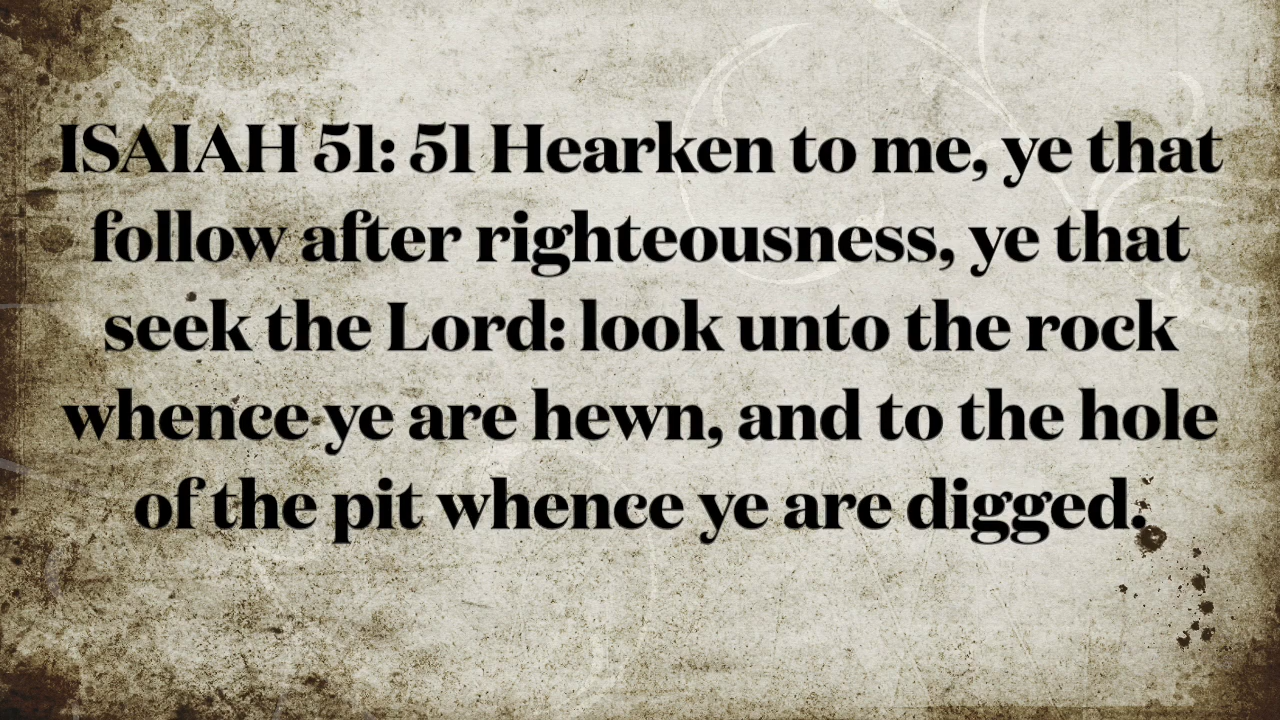 ISAIAH 51: 51 Hearken to me, ye that
follow after righteousness, ye that
seek the Lord: look unto the rock
whence ye are hewn, and to the hole
of the pit whence ye are digged.